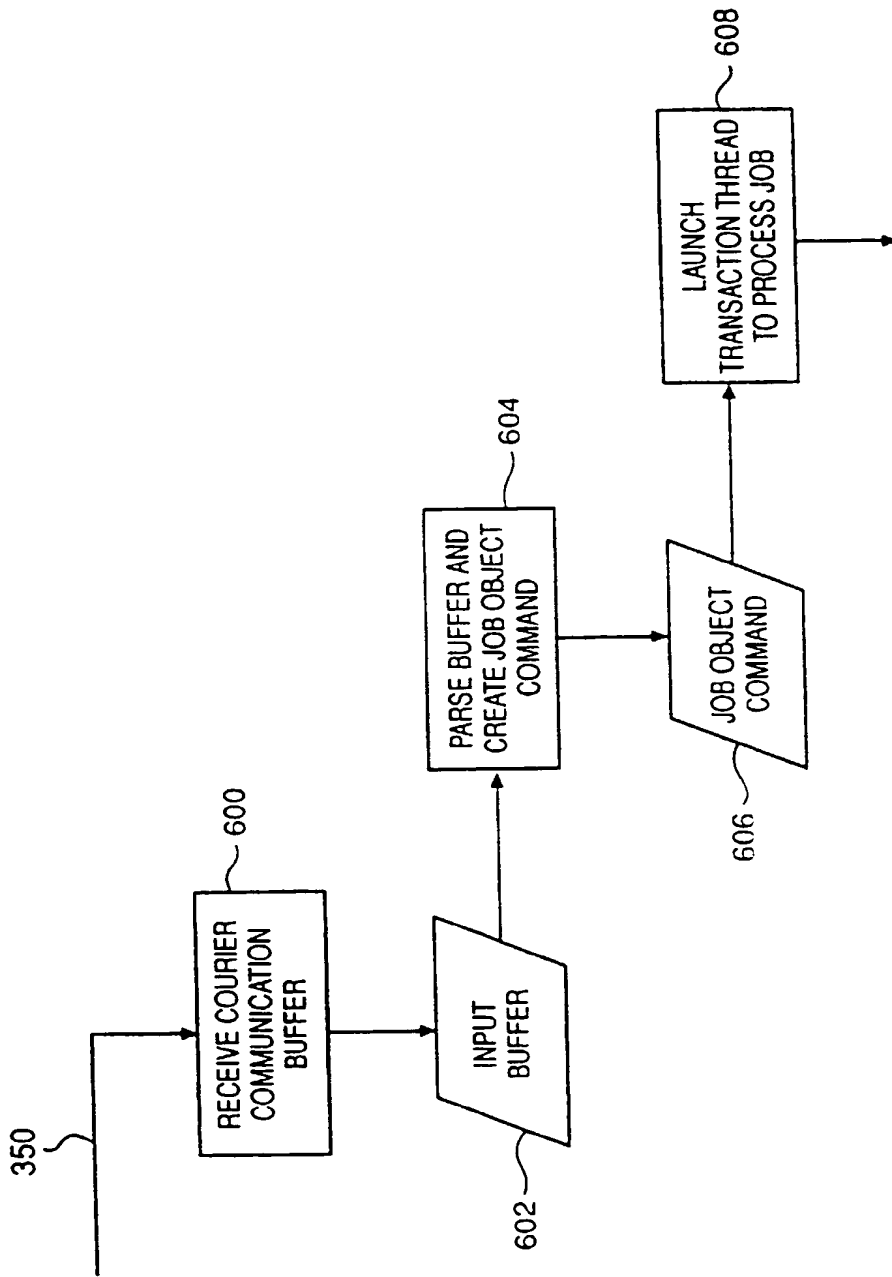 350
RECEIVE COURIER
COMMUNICATION
BUFFER
600
INPUT
BUFFER
602
PARSE BUFFER AND
CREATE JOB OBJECT
COMMAND
604
JOB OBJECT
COMMAND
606
LAUNCH
TRANSACTION THREAD
TO PROCESS JOB
608